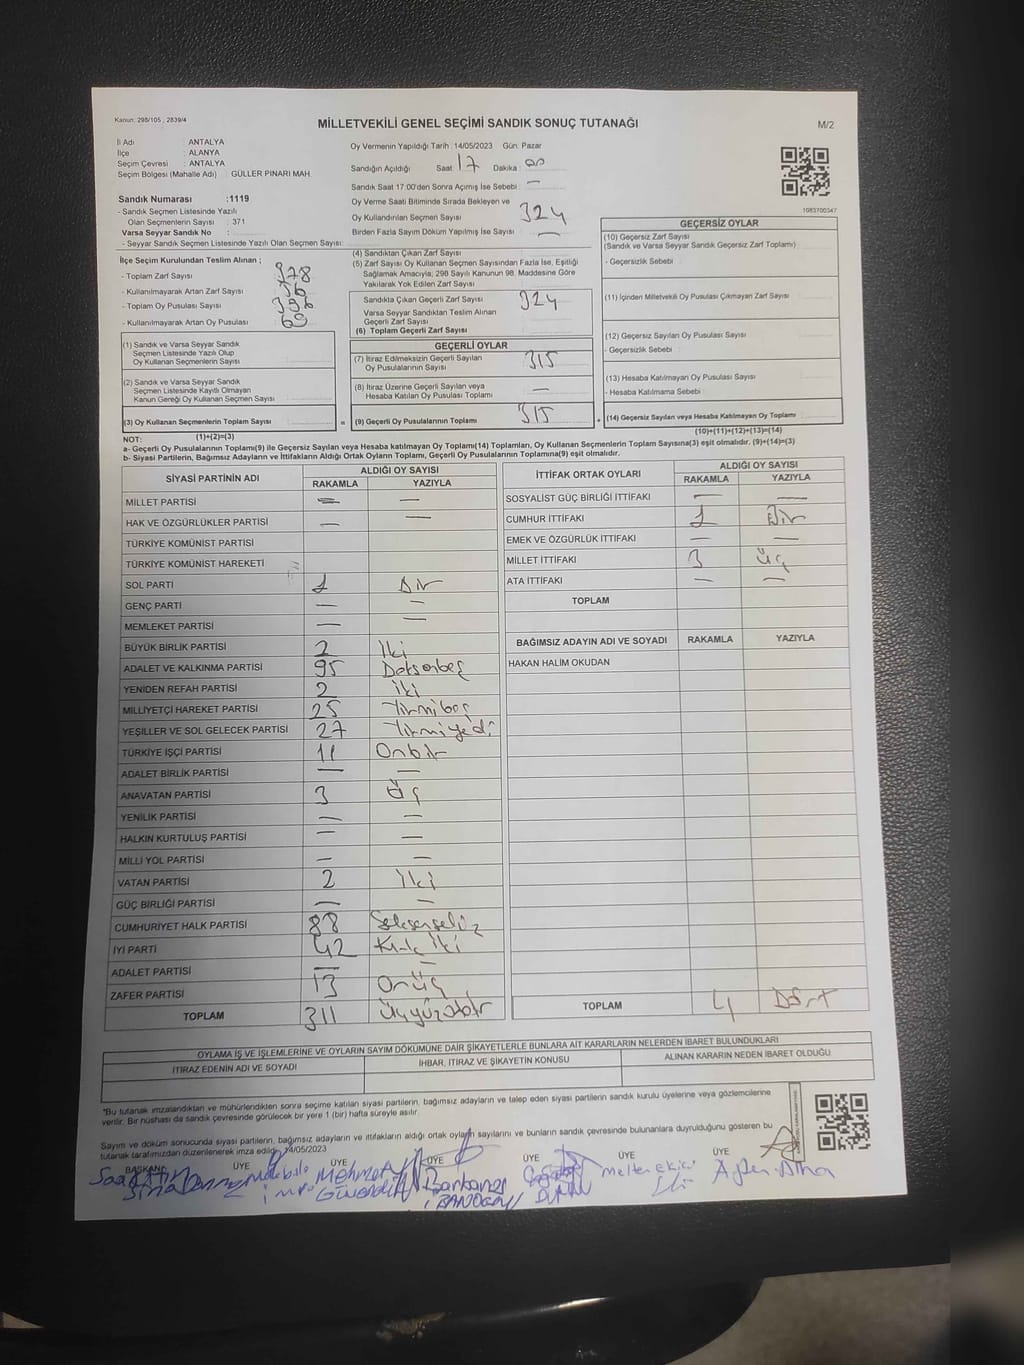 Kanun: 298/105 , 2839/4
MİLLETVEKİLİ GENEL SEÇİMİ SANDIK SONUÇ TUTANAĞI
M/2
İl Adı : ANTALYA
İlçe : ALANYA
Seçim Çevresi : ANTALYA
Seçim Bölgesi (Mahalle Adı) : GÜLLER PINARI MAH.
Oy Vermenin Yapıldığı Tarih :14/05/2023 Gün: Pazar
Sandığın Açıldığı Saat 17 Dakika : 00
Sandık Saat 17:00'den Sonra Açımış İse Sebebi : —
Oy Verme Saati Bitiminde Sırada Bekleyen ve
Oy Kullandırılan Seçmen Sayısı 324
Birden Fazla Sayım Döküm Yapılmış İse Sayısı —
1083700347
Sandık Numarası :1119
- Sandık Seçmen Listesinde Yazılı
Olan Seçmenlerin Sayısı : 371
Varsa Seyyar Sandık No :
- Seyyar Sandık Seçmen Listesinde Yazılı Olan Seçmen Sayısı:
İlçe Seçim Kurulundan Teslim Alınan ;
- Toplam Zarf Sayısı : 378
- Kullanılmayarak Artan Zarf Sayısı :
- Toplam Oy Pusulası Sayısı :
- Kullanılmayarak Artan Oy Pusulası : 69
(1) Sandık ve Varsa Seyyar Sandık
Seçmen Listesinde Yazılı Olup
Oy Kullanan Seçmenlerin Sayısı
(2) Sandık ve Varsa Seyyar Sandık
Seçmen Listesinde Kayıtlı Olmayan
Kanun Gereği Oy Kullanan Seçmen Sayısı
(3) Oy Kullanan Seçmenlerin Toplam Sayısı
(1)+(2)=(3)
(4) Sandıktan Çıkan Zarf Sayısı
(5) Zarf Sayısı Oy Kullanan Seçmen Sayısından Fazla İse, Eşitliği
Sağlamak Amacıyla, 298 Sayılı Kanunun 98. Maddesine Göre
Yakılarak Yok Edilen Zarf Sayısı
Sandıkta Çıkan Geçerli Zarf Sayısı 324
Varsa Seyyar Sandıktan Teslim Alınan
Geçerli Zarf Sayısı
(6) Toplam Geçerli Zarf Sayısı
GEÇERLİ OYLAR
(7) İtiraz Edilmeksizin Geçerli Sayılan
Oy Pusulalarının Sayısı 315
(8) İtiraz Üzerine Geçerli Sayılan veya
Hesaba Katılan Oy Pusulası Toplamı —
= (9) Geçerli Oy Pusulalarının Toplamı 315 +
GEÇERSİZ OYLAR
(10) Geçersiz Zarf Sayısı
(Sandık ve Varsa Seyyar Sandık Geçersiz Zarf Toplamı)
- Geçersizlik Sebebi :
(11) İçinden Milletvekili Oy Pusulası Çıkmayan Zarf Sayısı
(12) Geçersiz Sayılan Oy Pusulası Sayısı
- Geçersizlik Sebebi :
(13) Hesaba Katılmayan Oy Pusulası Sayısı
- Hesaba Katılmama Sebebi :
(14) Geçersiz Sayılan veya Hesaba Katılmayan Oy Toplamı
(10)+(11)+(12)+(13)=(14)
NOT:
a- Geçerli Oy Pusulalarının Toplamı(9) ile Geçersiz Sayılan veya Hesaba katılmayan Oy Toplamı(14) Toplamları, Oy Kullanan Seçmenlerin Toplam Sayısına(3) eşit olmalıdır. (9)+(14)=(3)
b- Siyasi Partilerin, Bağımsız Adayların ve İttifakların Aldığı Ortak Oyların Toplamı, Geçerli Oy Pusulalarının Toplamına(9) eşit olmalıdır.
SİYASİ PARTİNİN ADI ALDIĞI OY SAYISI
RAKAMLA YAZIYLA
MİLLET PARTİSİ — —
HAK VE ÖZGÜRLÜKLER PARTİSİ — —
TÜRKİYE KOMÜNİST PARTİSİ
TÜRKİYE KOMÜNİST HAREKETİ
SOL PARTİ 1 Bir
GENÇ PARTİ — —
MEMLEKET PARTİSİ — —
BÜYÜK BİRLİK PARTİSİ 2 İki
ADALET VE KALKINMA PARTİSİ 95 Doksanbeş
YENİDEN REFAH PARTİSİ 2 İki
MİLLİYETÇİ HAREKET PARTİSİ 25 Yirmibeş
YEŞİLLER VE SOL GELECEK PARTİSİ 27 Yirmiyedi
TÜRKİYE İŞÇİ PARTİSİ 11 Onbir
ADALET BİRLİK PARTİSİ — —
ANAVATAN PARTİSİ 3 Üç
YENİLİK PARTİSİ — —
HALKIN KURTULUŞ PARTİSİ — —
MİLLİ YOL PARTİSİ — —
VATAN PARTİSİ 2 İki
GÜÇ BİRLİĞİ PARTİSİ — —
CUMHURİYET HALK PARTİSİ 88 Seksensekiz
İYİ PARTİ 42 Kırk iki
ADALET PARTİSİ — —
ZAFER PARTİSİ 13 Onüç
TOPLAM 311 Üçyüzonbir
İTTİFAK ORTAK OYLARI ALDIĞI OY SAYISI
RAKAMLA YAZIYLA
SOSYALİST GÜÇ BİRLİĞİ İTTİFAKI — —
CUMHUR İTTİFAKI 1 Bir
EMEK VE ÖZGÜRLÜK İTTİFAKI — —
MİLLET İTTİFAKI 3 Üç
ATA İTTİFAKI — —
TOPLAM
BAĞIMSIZ ADAYIN ADI VE SOYADI RAKAMLA YAZIYLA
HAKAN HALİM OKUDAN
TOPLAM 4 Dört
OYLAMA İŞ VE İŞLEMLERİNE VE OYLARIN SAYIM DÖKÜMÜNE DAİR ŞİKAYETLERLE BUNLARA AİT KARARLARIN NELERDEN İBARET BULUNDUKLARI
İTİRAZ EDENİN ADI VE SOYADI İHBAR, İTİRAZ VE ŞİKAYETİN KONUSU ALINAN KARARIN NEDEN İBARET OLDUĞU
*Bu tutanak imzalandıktan ve mühürlendikten sonra seçime katılan siyasi partilerin, bağımsız adayların ve talep eden siyasi partilerin sandık kurulu üyelerine veya gözlemcilerine
verilir. Bir nüshası da sandık çevresinde görülecek bir yere 1 (bir) hafta süreyle asılır.
Sayım ve döküm sonucunda siyasi partilerin, bağımsız adayların ve ittifakların aldığı ortak oyların sayılarını ve bunların sandık çevresinde bulunanlara duyrulduğunu gösteren bu
tutanak tarafımızdan düzenlenerek imza edildi. 14/05/2023
BAŞKAN ÜYE ÜYE ÜYE ÜYE ÜYE ÜYE
Mehmet
Meltem ekici